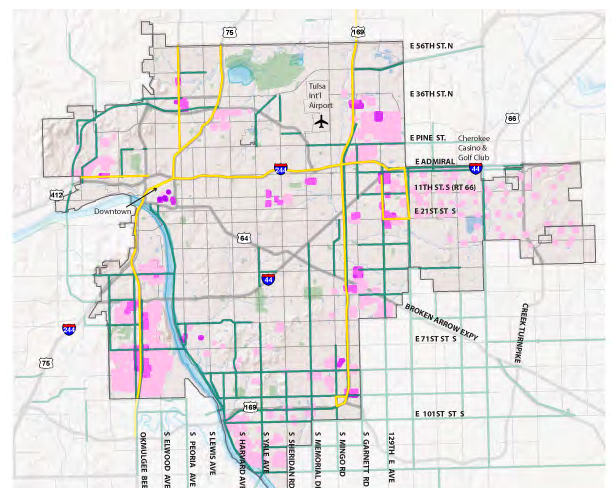 75
169
E 56TH ST. N
E 36TH ST. N
Tulsa
Int'l
Airport
66
E PINE ST.
Cherokee
Casino &
Golf Club
E ADMIRAL
244
44
412
11TH ST. S (RT 66)
Downtown
E 21ST ST S
64
44
BROKEN ARROW EXPY
CREEK TURNPIKE
244
E 71ST ST S
75
169
E 101ST ST S
S ELWOOD AVE
S PEORIA AVE
S LEWIS AVE
S HARVARD AVE
S YALE AVE
S SHERIDAN RD
S MEMORIAL
S MINGO RD
S GARNETT RD
129TH E AVE